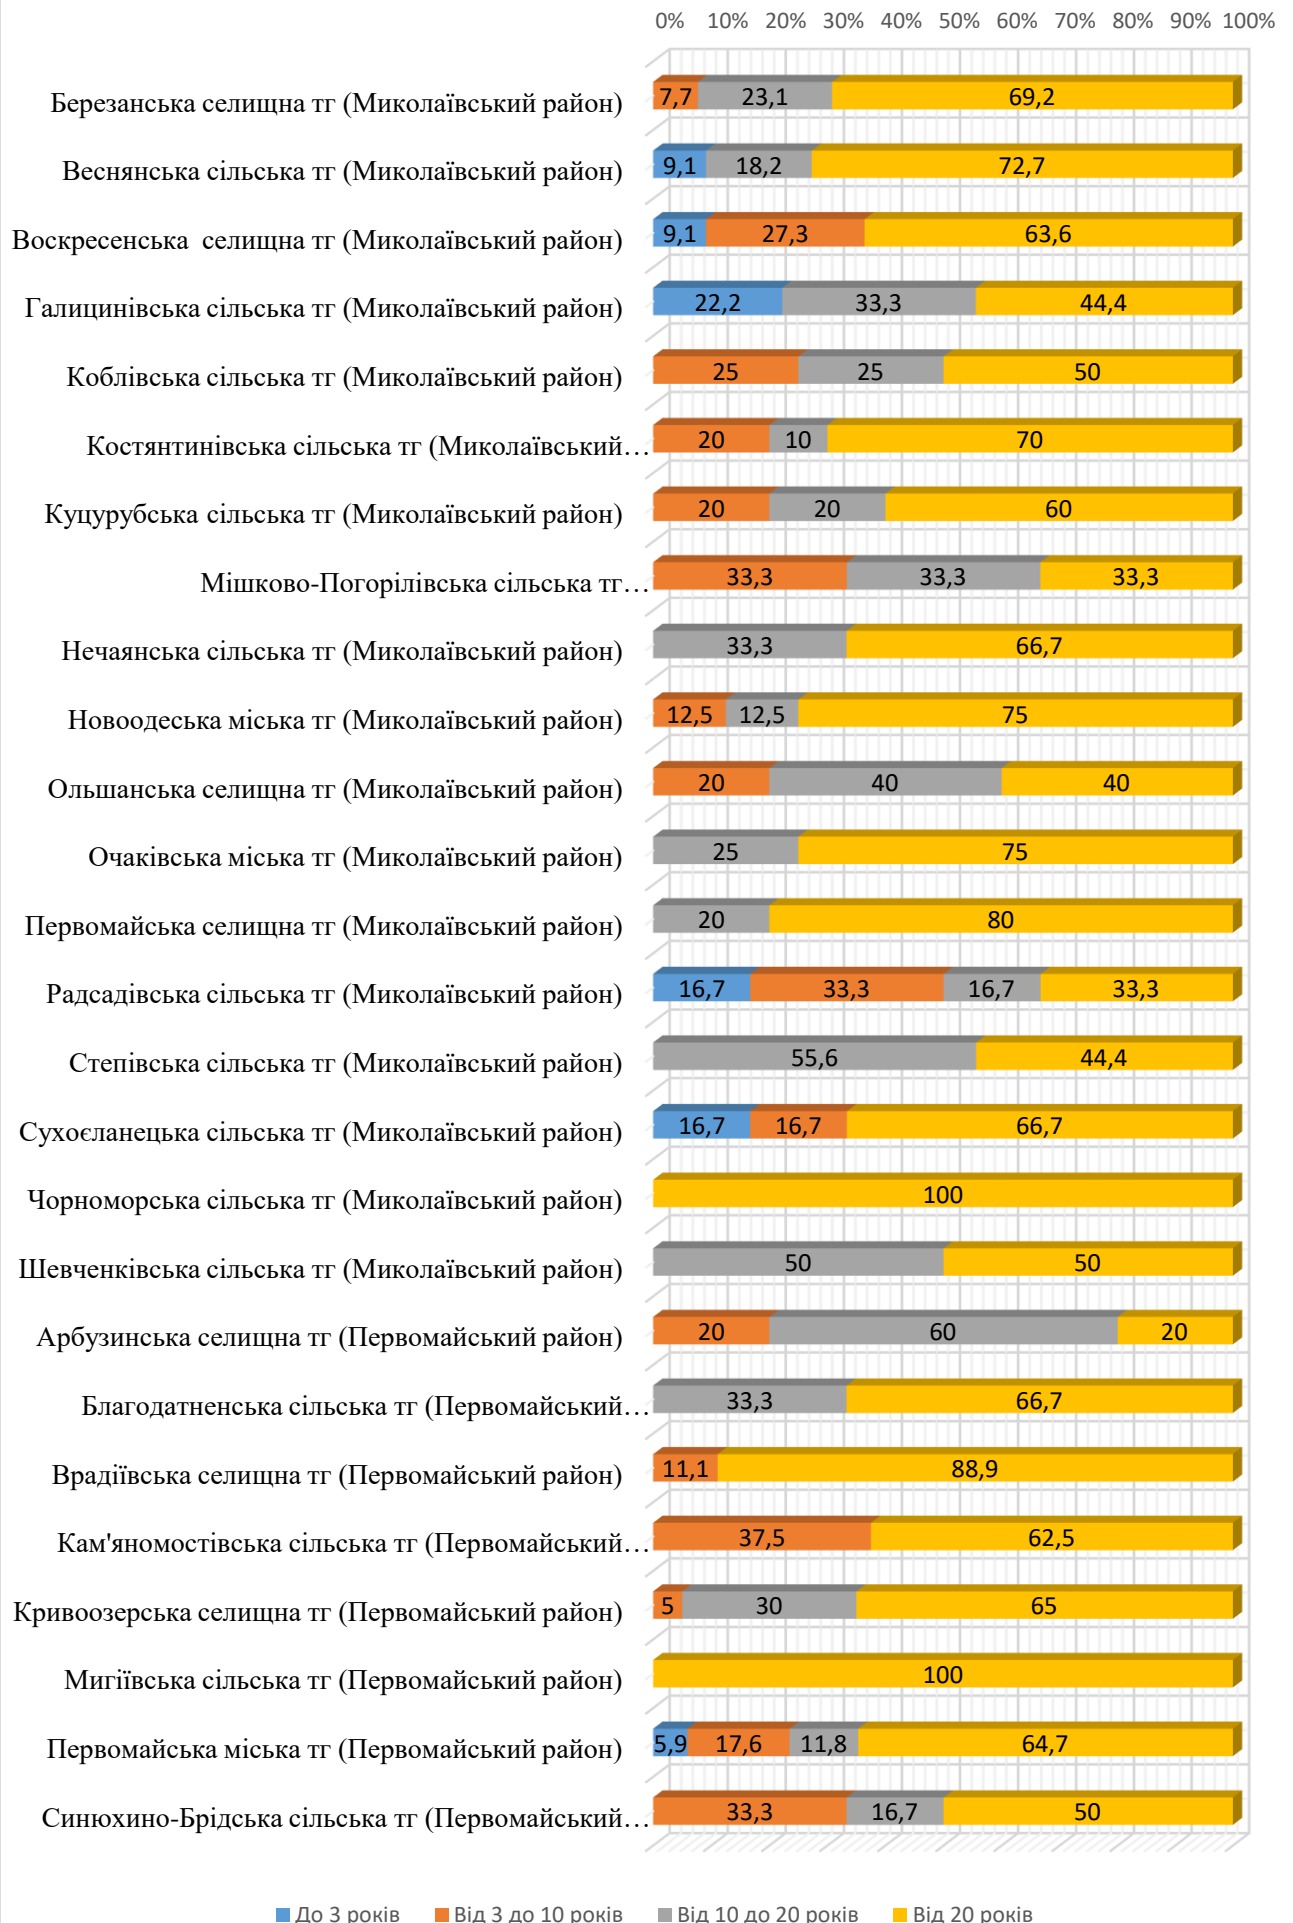 0% 10% 20% 30% 40% 50% 60% 70% 80% 90% 100%
Березанська селищна тг (Миколаївський район) 7,7 23,1 69,2
Веснянська сільська тг (Миколаївський район) 9,1 18,2 72,7
Воскресенська селищна тг (Миколаївський район) 9,1 27,3 63,6
Галицинівська сільська тг (Миколаївський район) 22,2 33,3 44,4
Коблівська сільська тг (Миколаївський район) 25 25 50
Костянтинівська сільська тг (Миколаївський… 20 10 70
Куцурубська сільська тг (Миколаївський район) 20 20 60
Мішково-Погорілівська сільська тг… 33,3 33,3 33,3
Нечаянська сільська тг (Миколаївський район) 33,3 66,7
Новоодеська міська тг (Миколаївський район) 12,5 12,5 75
Ольшанська селищна тг (Миколаївський район) 20 40 40
Очаківська міська тг (Миколаївський район) 25 75
Первомайська селищна тг (Миколаївський район) 20 80
Радсадівська сільська тг (Миколаївський район) 16,7 33,3 16,7 33,3
Степівська сільська тг (Миколаївський район) 55,6 44,4
Сухоєланецька сільська тг (Миколаївський район) 16,7 16,7 66,7
Чорноморська сільська тг (Миколаївський район) 100
Шевченківська сільська тг (Миколаївський район) 50 50
Арбузинська селищна тг (Первомайський район) 20 60 20
Благодатненська сільська тг (Первомайський… 33,3 66,7
Врадіївська селищна тг (Первомайський район) 11,1 88,9
Кам'яномостівська сільська тг (Первомайський… 37,5 62,5
Кривоозерська селищна тг (Первомайський район) 5 30 65
Мигіївська сільська тг (Первомайський район) 100
Первомайська міська тг (Первомайський район) 5,9 17,6 11,8 64,7
Синюхино-Брідська сільська тг (Первомайський… 33,3 16,7 50
До 3 років Від 3 до 10 років Від 10 до 20 років Від 20 років